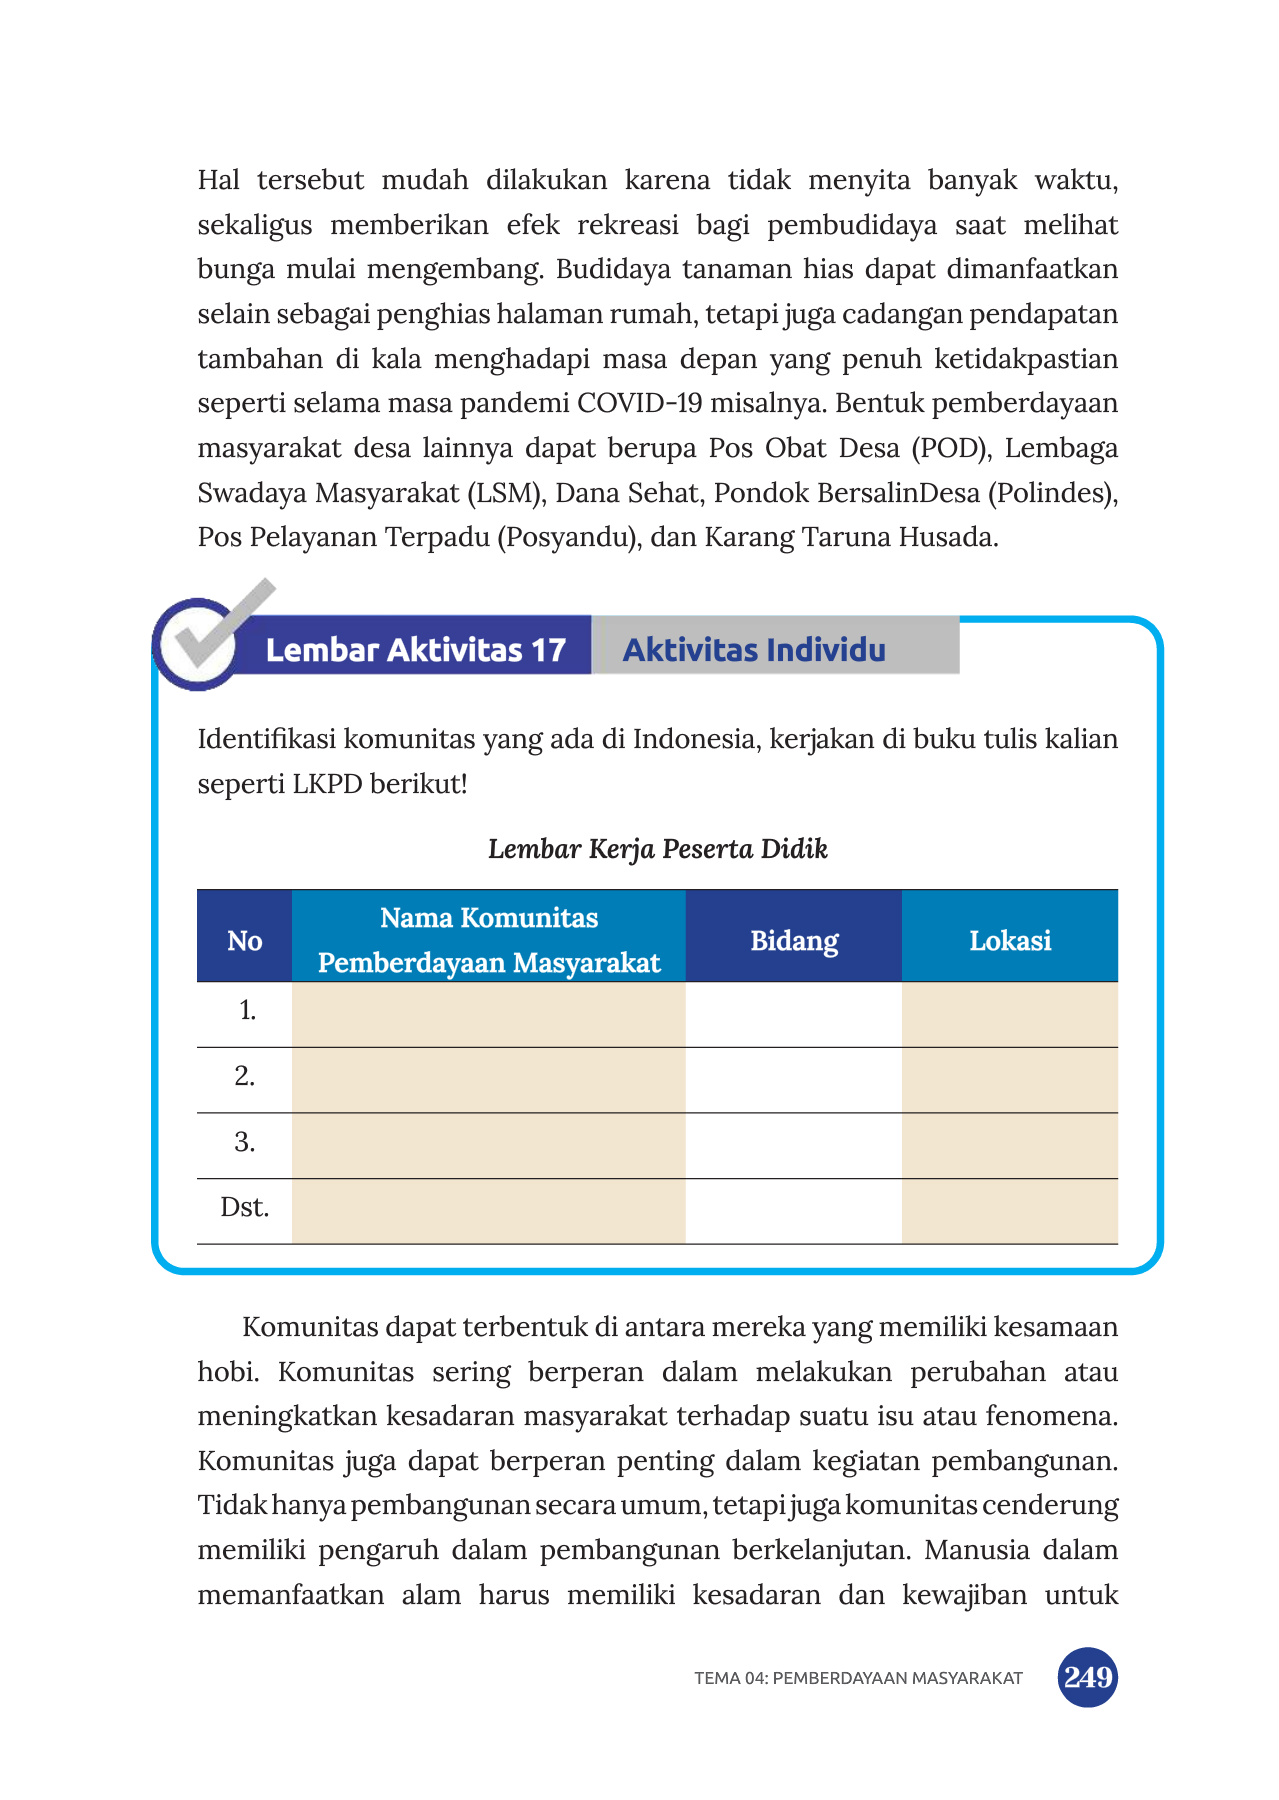 Hal tersebut mudah dilakukan karena tidak menyita banyak waktu,
sekaligus memberikan efek rekreasi bagi pembudidaya saat melihat
bunga mulai mengembang. Budidaya tanaman hias dapat dimanfaatkan
selain sebagai penghias halaman rumah, tetapi juga cadangan pendapatan
tambahan di kala menghadapi masa depan yang penuh ketidakpastian
seperti selama masa pandemi COVID-19 misalnya. Bentuk pemberdayaan
masyarakat desa lainnya dapat berupa Pos Obat Desa (POD), Lembaga
Swadaya Masyarakat (LSM), Dana Sehat, Pondok BersalinDesa (Polindes),
Pos Pelayanan Terpadu (Posyandu), dan Karang Taruna Husada.
Lembar Aktivitas 17 Aktivitas Individu
Identifikasi komunitas yang ada di Indonesia, kerjakan di buku tulis kalian
seperti LKPD berikut!
Lembar Kerja Peserta Didik
No
Nama Komunitas
Pemberdayaan Masyarakat
Bidang
Lokasi
1.
2.
3.
Dst.
Komunitas dapat terbentuk di antara mereka yang memiliki kesamaan
hobi. Komunitas sering berperan dalam melakukan perubahan atau
meningkatkan kesadaran masyarakat terhadap suatu isu atau fenomena.
Komunitas juga dapat berperan penting dalam kegiatan pembangunan.
Tidak hanya pembangunan secara umum, tetapi juga komunitas cenderung
memiliki pengaruh dalam pembangunan berkelanjutan. Manusia dalam
memanfaatkan alam harus memiliki kesadaran dan kewajiban untuk
TEMA 04: PEMBERDAYAAN MASYARAKAT 249